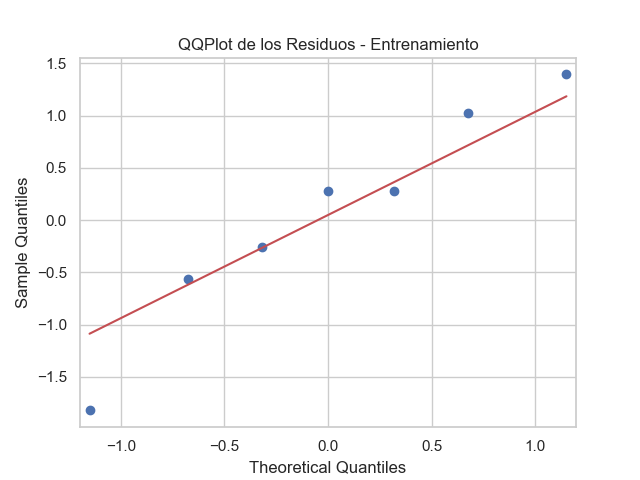 QQPlot de los Residuos - Entrenamiento
1.5
1.0
0.5
0.0
−0.5
−1.0
−1.5
Sample Quantiles
−1.0 −0.5 0.0 0.5 1.0
Theoretical Quantiles